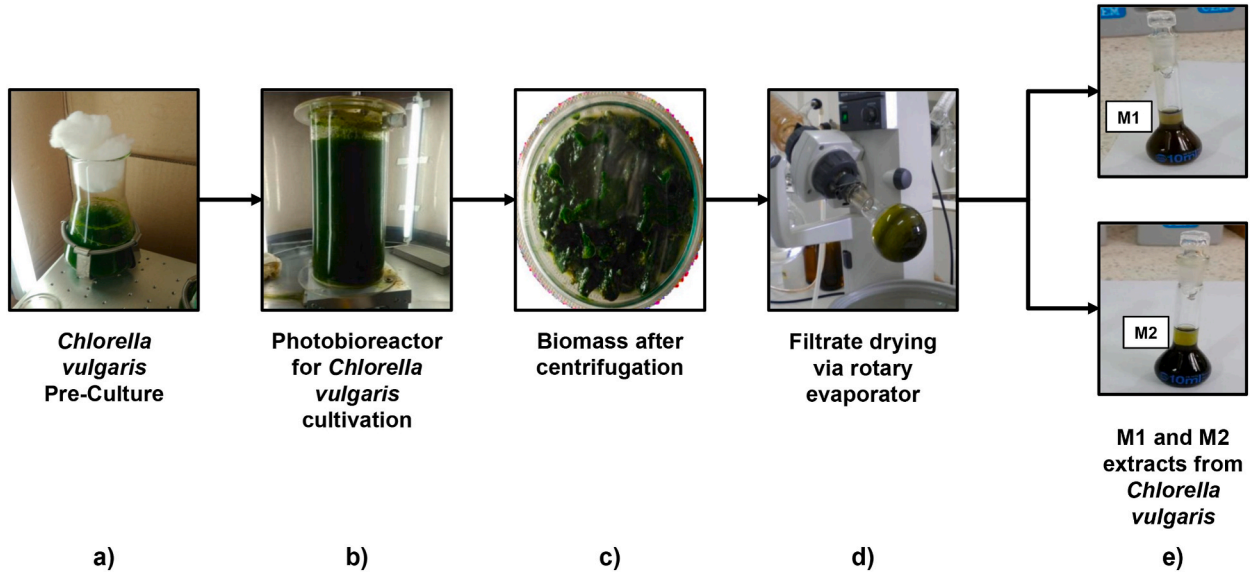 M1
M2
Chlorella
vulgaris
Pre-Culture
Photobioreactor
for Chlorella
vulgaris
cultivation
Biomass after
centrifugation
Filtrate drying
via rotary
evaporator
M1 and M2
extracts from
Chlorella
vulgaris
a)
b)
c)
d)
e)